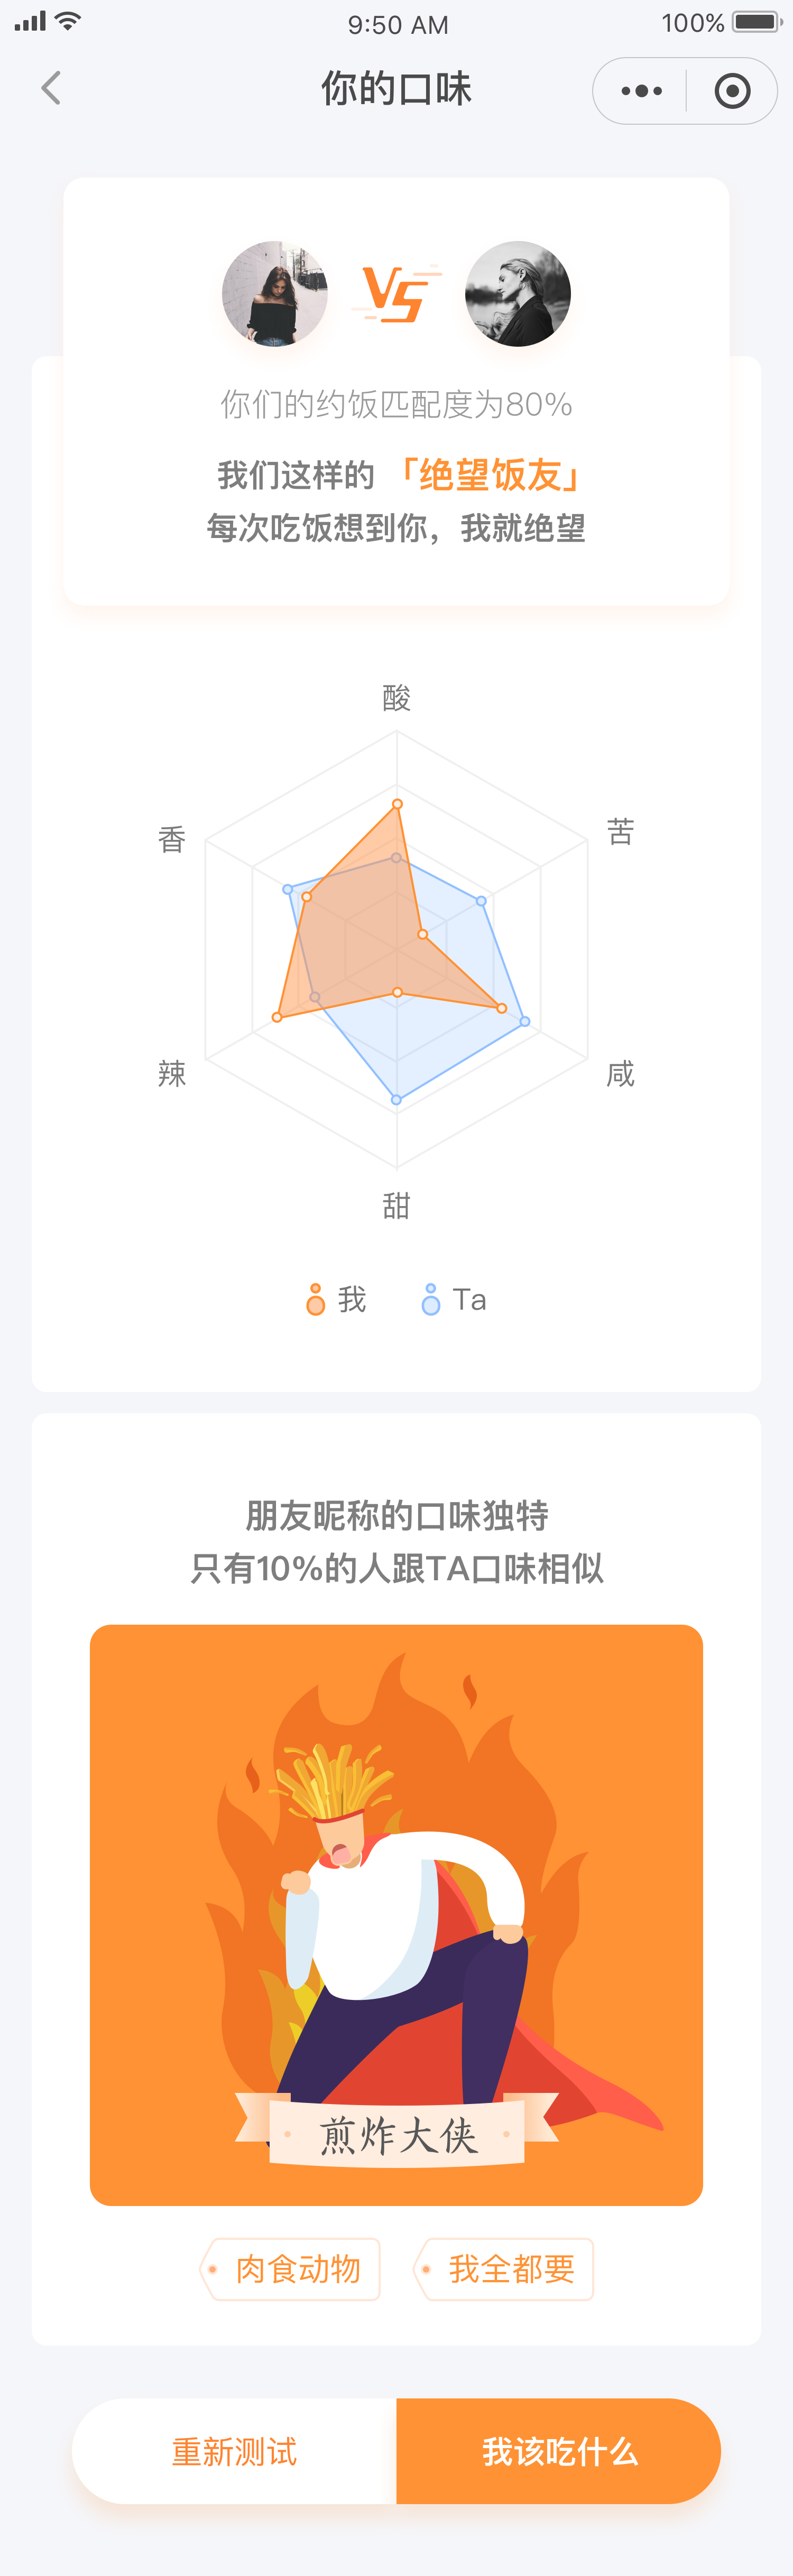 9:50 AM
100%
你的口味
VS
你们的约饭匹配度为80%
我们这样的「绝望饭友」
每次吃饭想到你，我就绝望
酸
香
苦
辣
咸
甜
我
Ta
朋友昵称的口味独特
只有10%的人跟TA口味相似
煎炸大侠
肉食动物
我全都要
重新测试
我该吃什么